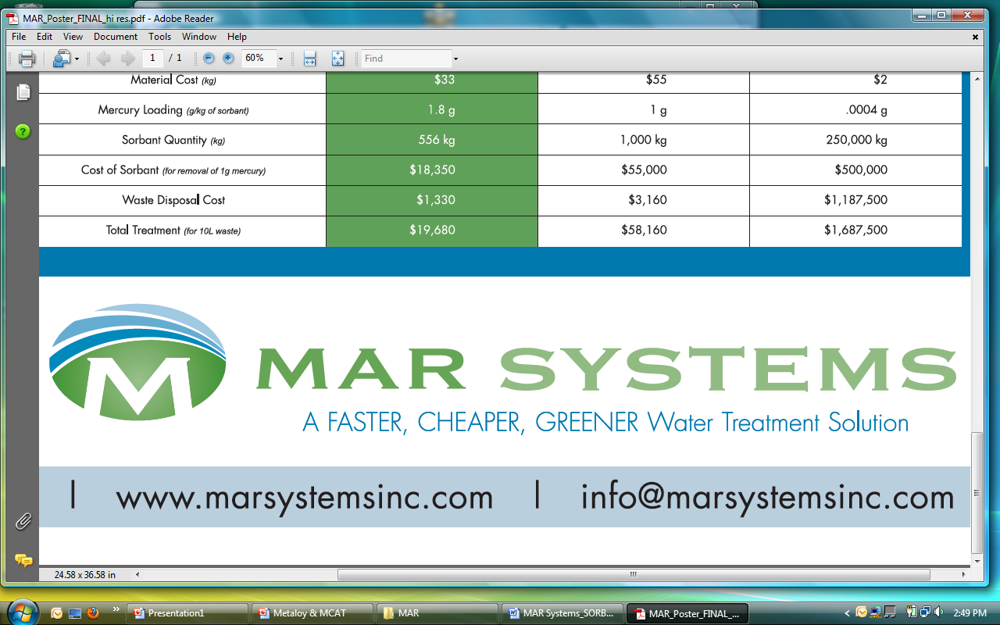 MAR_Poster_FINAL_hi res.pdf - Adobe Reader
File Edit View Document Tools Window Help
1 / 1 60% Find
Material Cost (kg) $33 $55 $2
Mercury Loading (g/kg of sorbant) 1.8 g 1 g .0004 g
Sorbant Quantity (kg) 556 kg 1,000 kg 250,000 kg
Cost of Sorbant (for removal of 1g mercury) $18,350 $55,000 $500,000
Waste Disposal Cost $1,330 $3,160 $1,187,500
Total Treatment (for 10L waste) $19,680 $58,160 $1,687,500
M MAR SYSTEMS
A FASTER, CHEAPER, GREENER Water Treatment Solution
| www.marsystemsinc.com | info@marsystemsinc.com
24.58 x 36.58 in
Presentation1 Metaloy & MCAT MAR MAR Systems_SORB... MAR_Poster_FINAL_... 2:49 PM